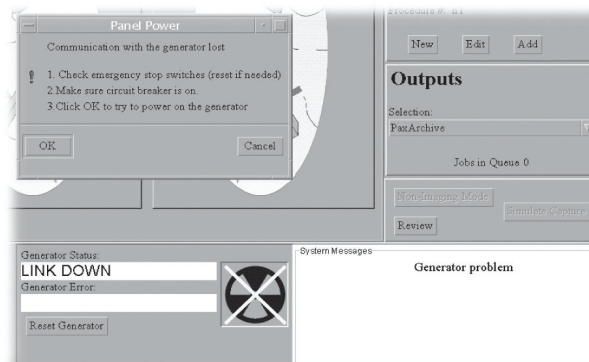 Panel Power
Communication with the generator lost
1. Check emergency stop switches (reset if needed)
2.Make sure circuit breaker is on.
3.Click OK to try to power on the generator
OK
Cancel
Procedure #: n1
New
Edit
Add
Outputs
Selection:
PaxArchive
Jobs in Queue 0
Non-Imaging Mode
Simulate Capture
Review
Generator Status:
LINK DOWN
Generator Error:
Reset Generator
System Messages
Generator problem